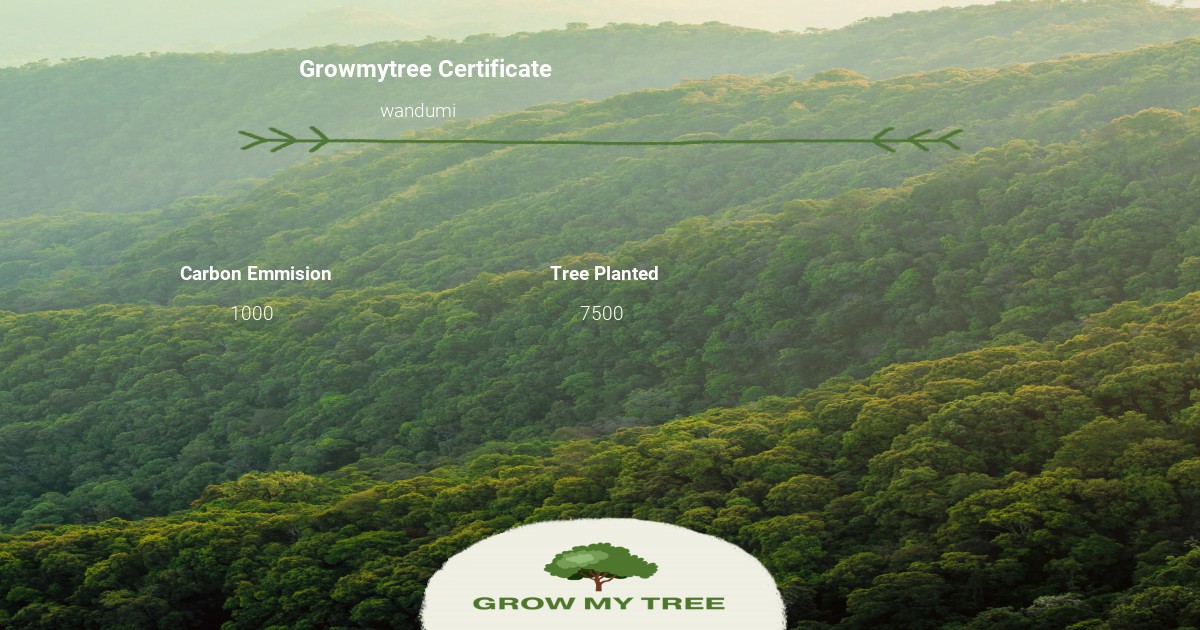 Growmytree Certificate
wandumi
Carbon Emmision
Tree Planted
1000
7500
GROW MY TREE